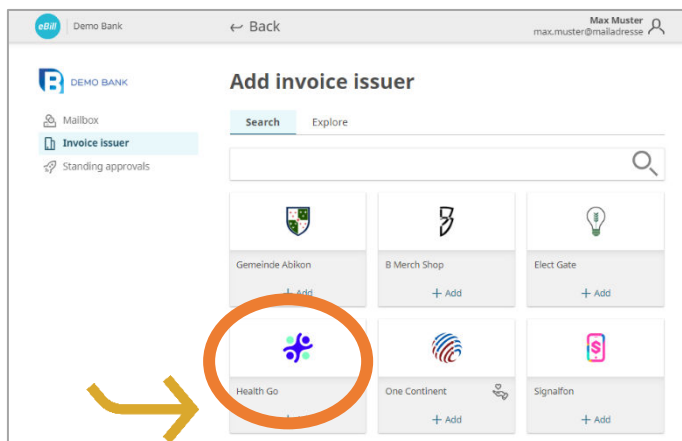 eBill Demo Bank
← Back
Max Muster
max.muster@mailadresse
DEMO BANK
Add invoice issuer
Mailbox
Search Explore
Invoice issuer
Standing approvals
Gemeinde Abikon B Merch Shop Elect Gate
+ Add + Add + Add
Health Go One Continent Signalfon
+ Add + Add